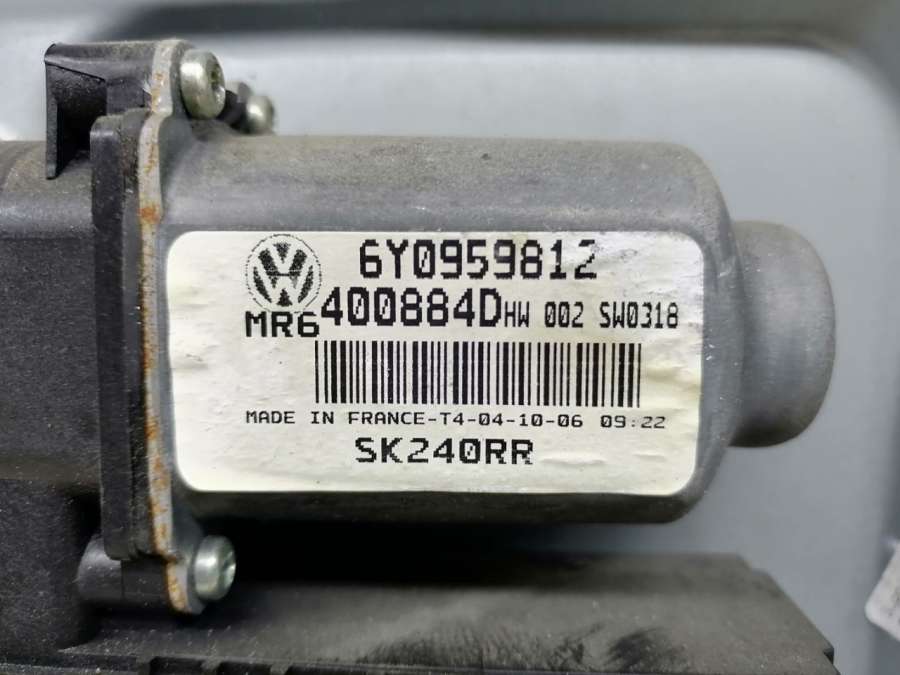 6Y0959812
MR6 400884D HW 002 SW0318
MADE IN FRANCE-T4-04-10-06 09:22
SK240RR